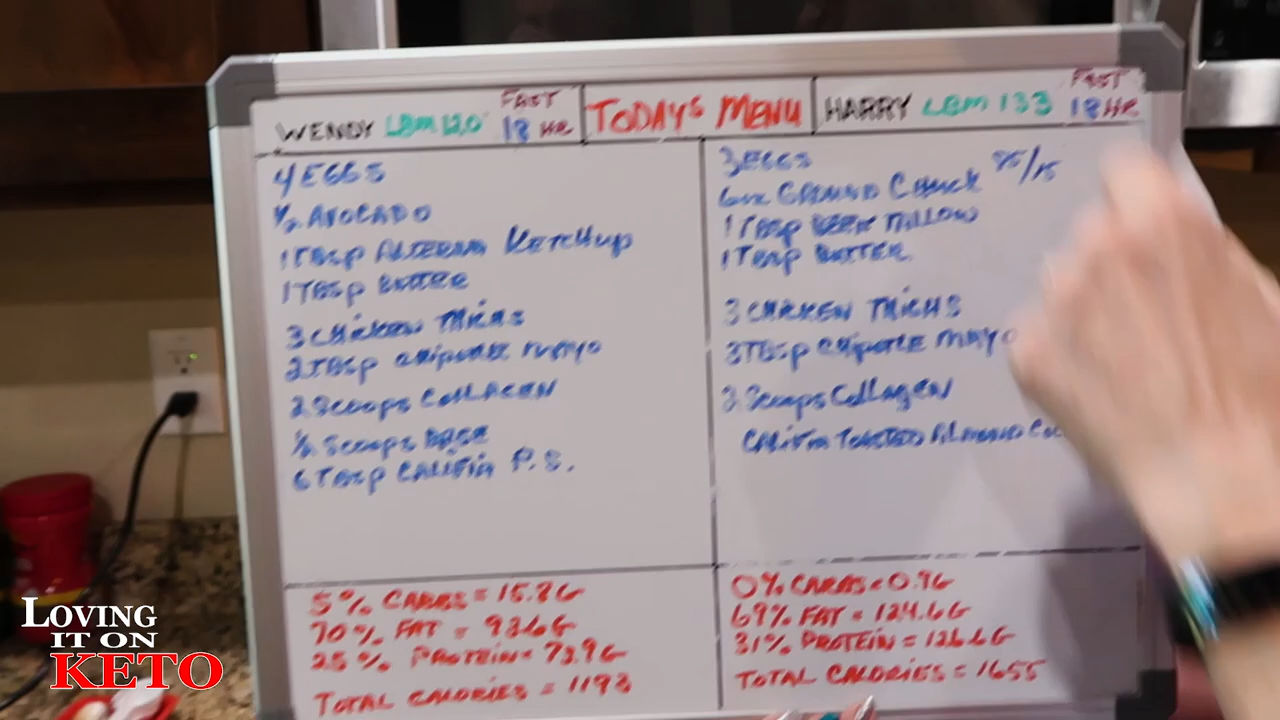 WENDY LBM 120 FAST 18 HR
TODAYS MENU
HARRY LBM 133 FAST 18 HR
4 EGGS
½ AVOCADO
1 TBSP KETCHUP
1 TBSP BUTTER
3 CHICKEN THIGHS
2 TBSP CHIPOTLE MAYO
2 Scoops COLLAGEN
½ Scoops BASE
6 TBSP CALIFIA P.S.
5% CARBS = 15.8G
70% FAT = 93.6G
25% PROTEIN = 73.9G
TOTAL CALORIES = 1193
3 EGGS
6oz GROUND CHUCK 85/15
1 TBSP BEEF TALLOW
1 TBSP BUTTER
3 CHICKEN THIGHS
3 TBSP CHIPOTLE MAYO
3 Scoops Collagen
CALIFIA TOASTED ALMOND
0% CARBS = 0.9G
69% FAT = 124.6G
31% PROTEIN = 126.6G
TOTAL CALORIES = 1655
LOVING
IT ON
KETO